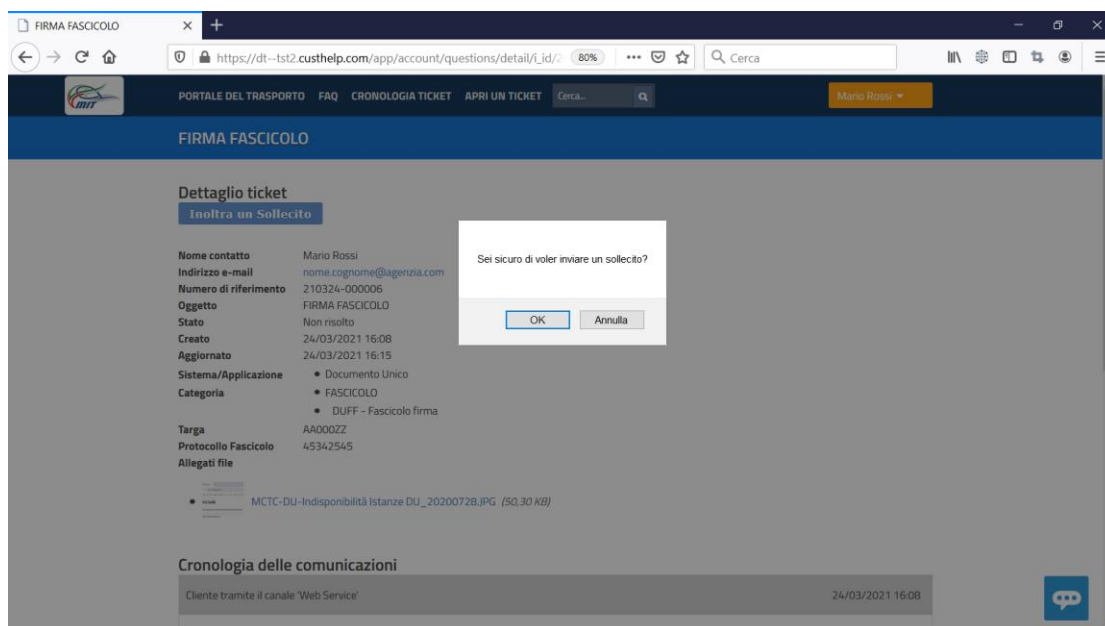 FIRMA FASCICOLO
https://dt--tst2.custhelp.com/app/account/questions/detail/i_id/2 80% Cerca
MIT PORTALE DEL TRASPORTO FAQ CRONOLOGIA TICKET APRI UN TICKET Cerca... Mario Rossi
FIRMA FASCICOLO
Dettaglio ticket
Inoltra un Sollecito
Nome contatto Mario Rossi
Indirizzo e-mail nome.cognome@agenzia.com
Numero di riferimento 210324-000006
Oggetto FIRMA FASCICOLO
Stato Non risolto
Creato 24/03/2021 16:08
Aggiornato 24/03/2021 16:15
Sistema/Applicazione • Documento Unico
Categoria • FASCICOLO
• DUFF - Fascicolo firma
Targa AA000ZZ
Protocollo Fascicolo 45342545
Allegati file
• MCTC-DU-Indisponibilità Istanze DU_20200728.JPG (50,30 KB)
Sei sicuro di voler inviare un sollecito?
OK Annulla
Cronologia delle comunicazioni
Cliente tramite il canale 'Web Service' 24/03/2021 16:08